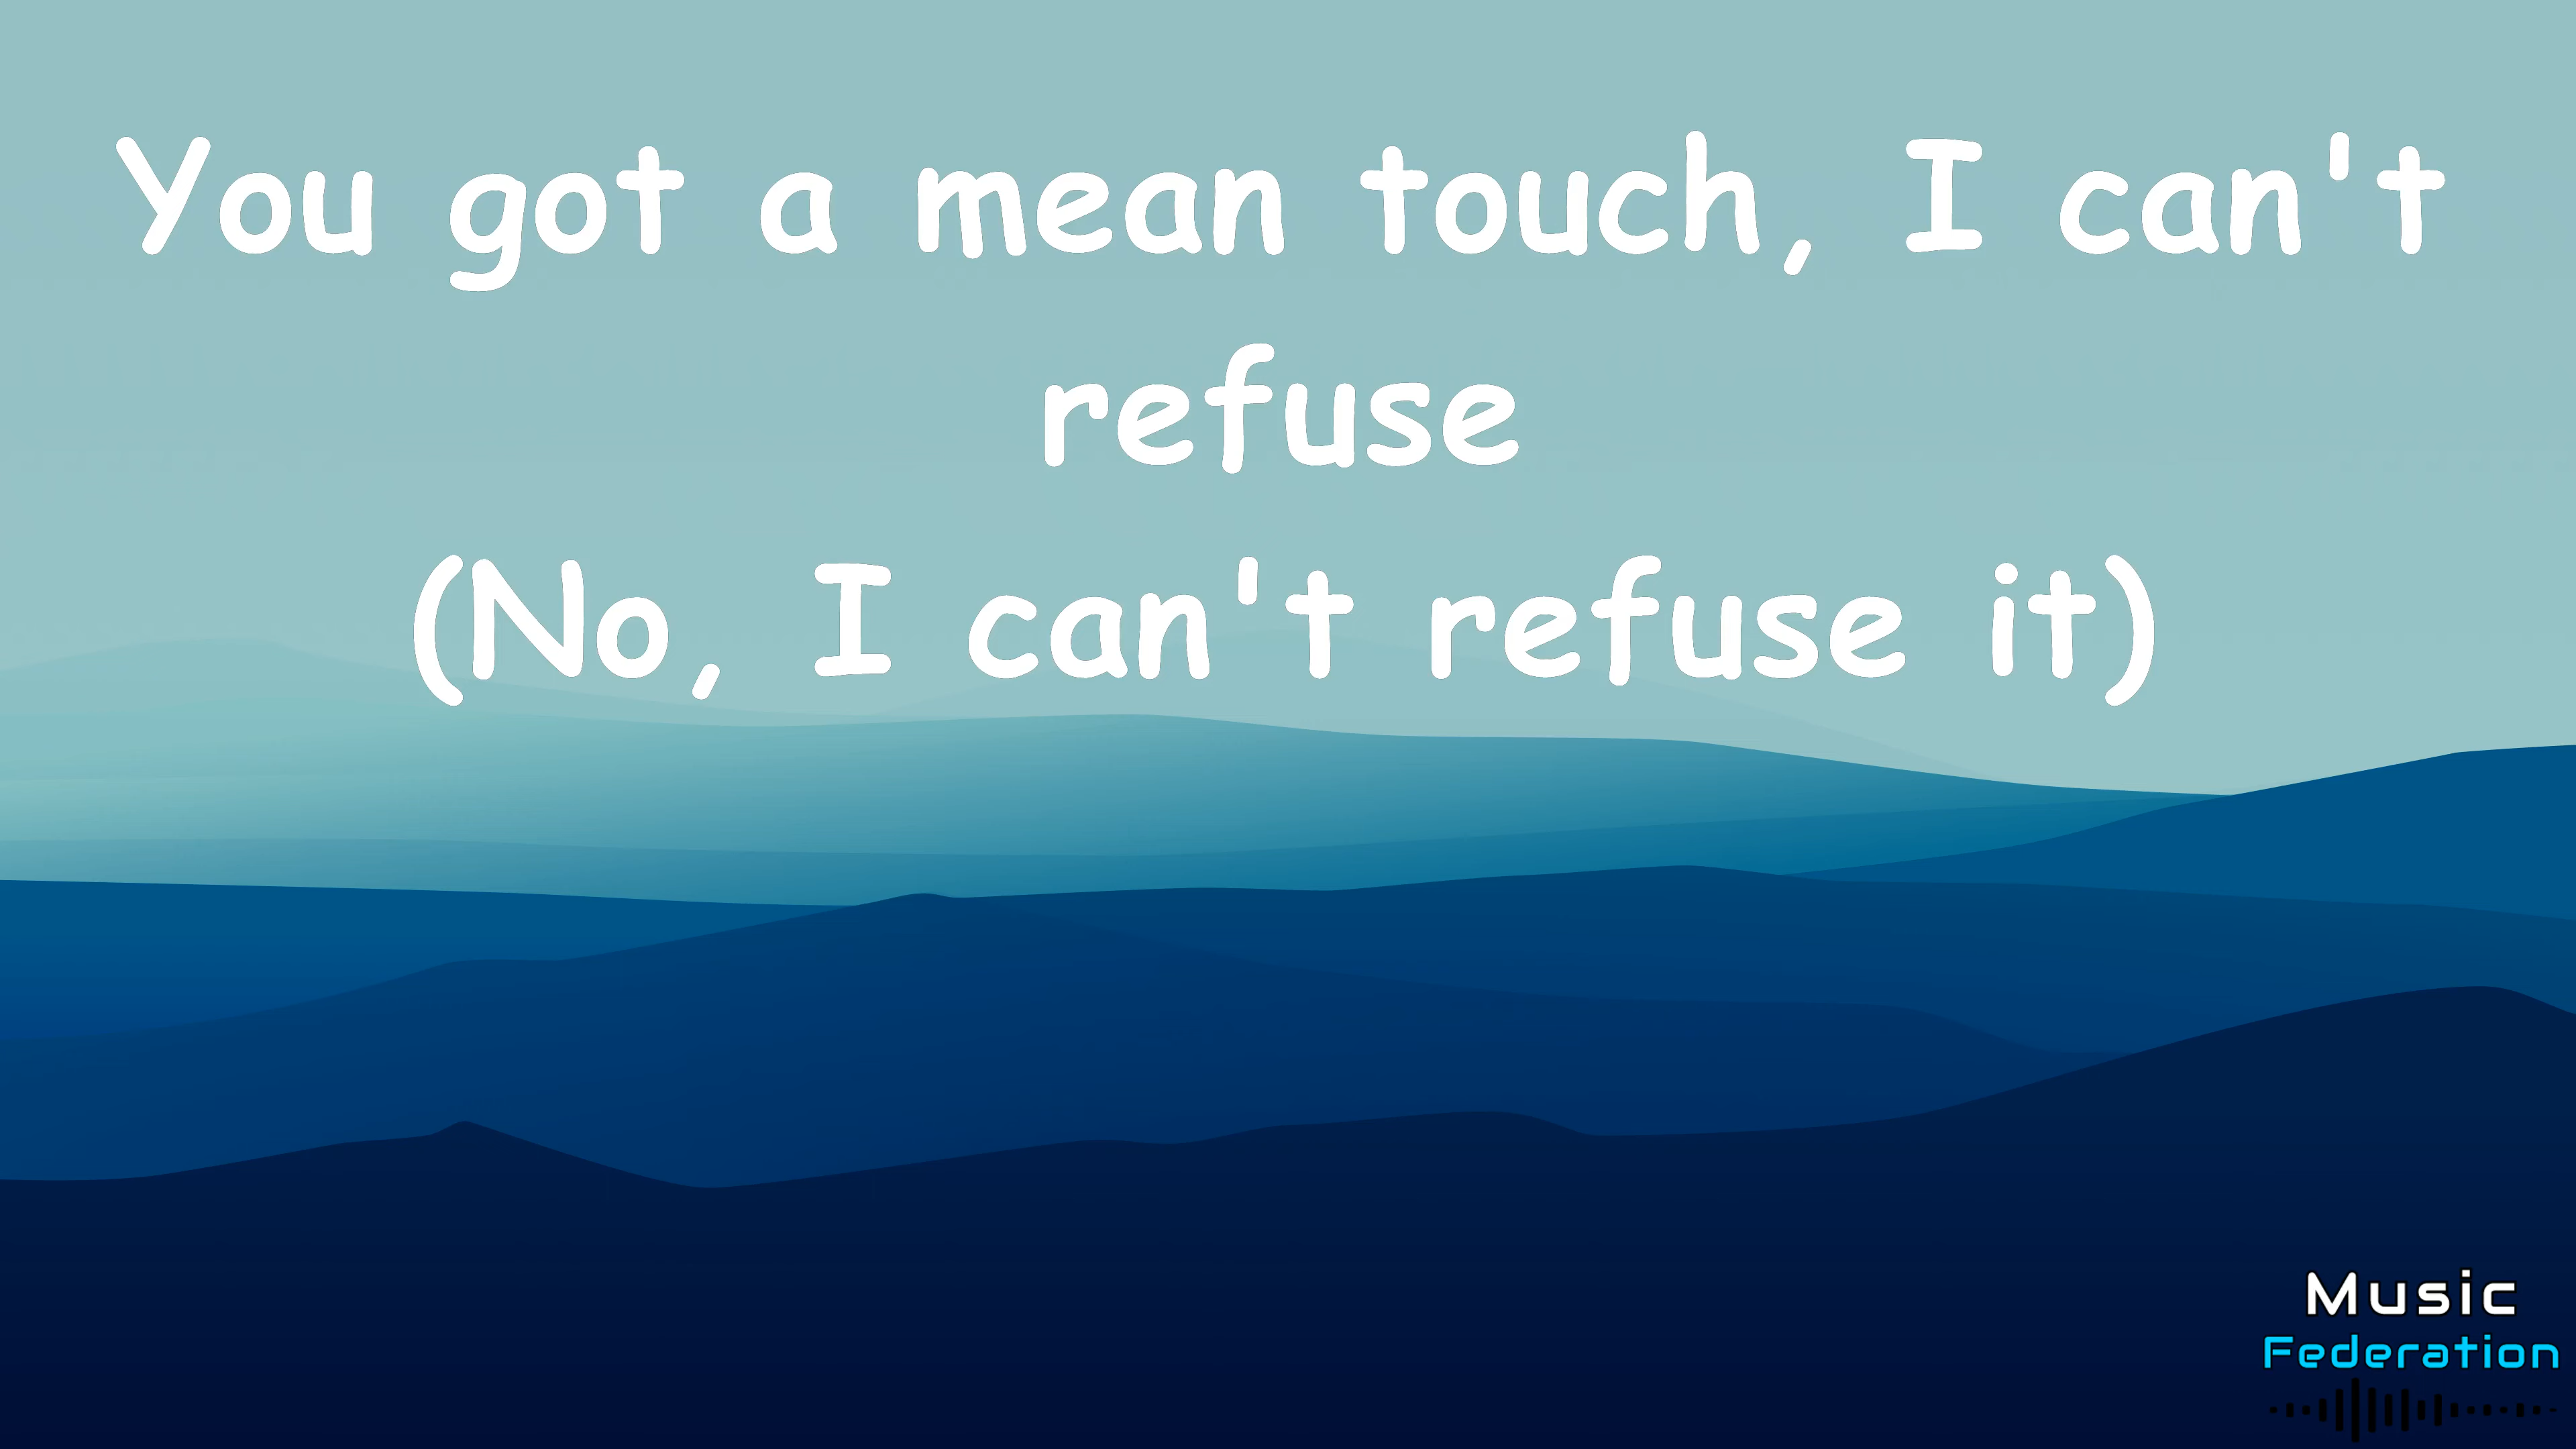 You got a mean touch, I can't
refuse
(No, I can't refuse it)
Music
Federation